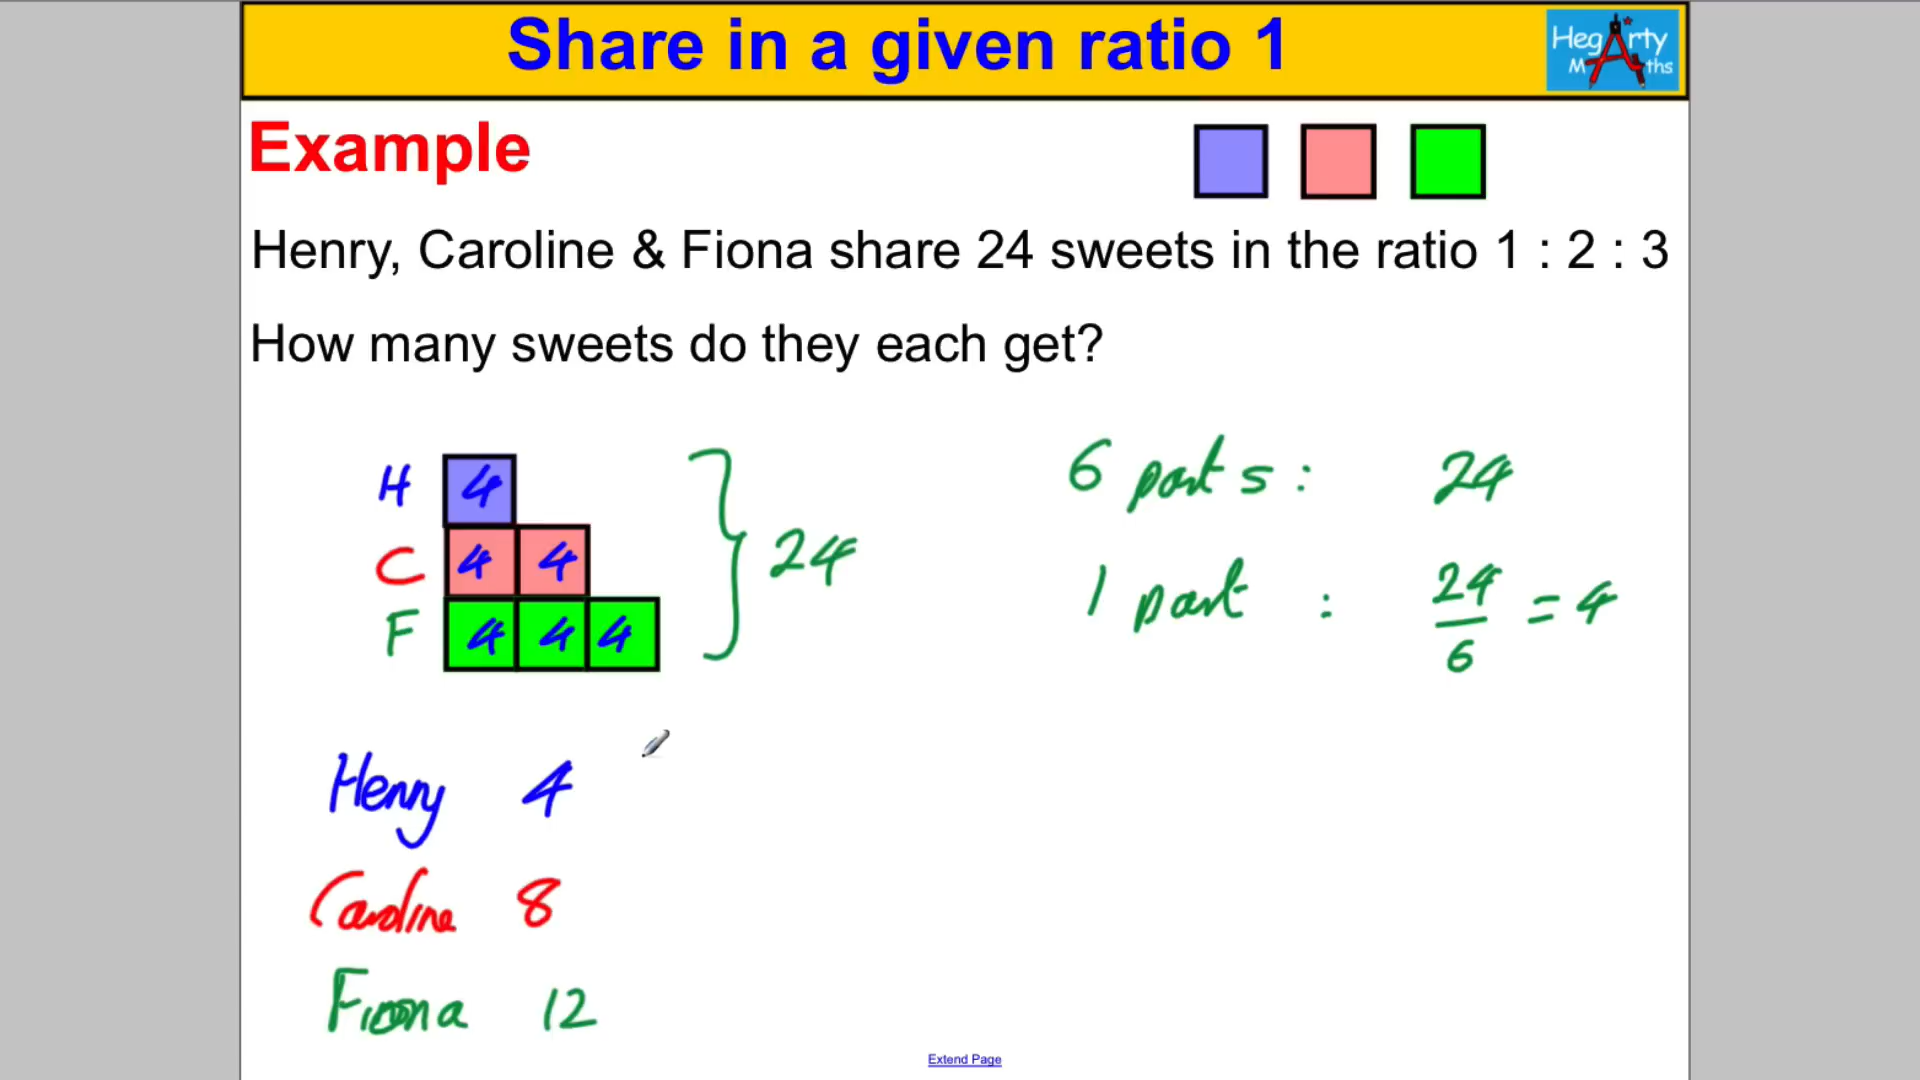 Share in a given ratio 1
Hegarty
Maths
Example
Henry, Caroline & Fiona share 24 sweets in the ratio 1 : 2 : 3
How many sweets do they each get?
H 4
C 4 4
F 4 4 4
24
6 parts : 24
1 part : 24/6 = 4
Henry 4
Caroline 8
Fiona 12
Extend Page